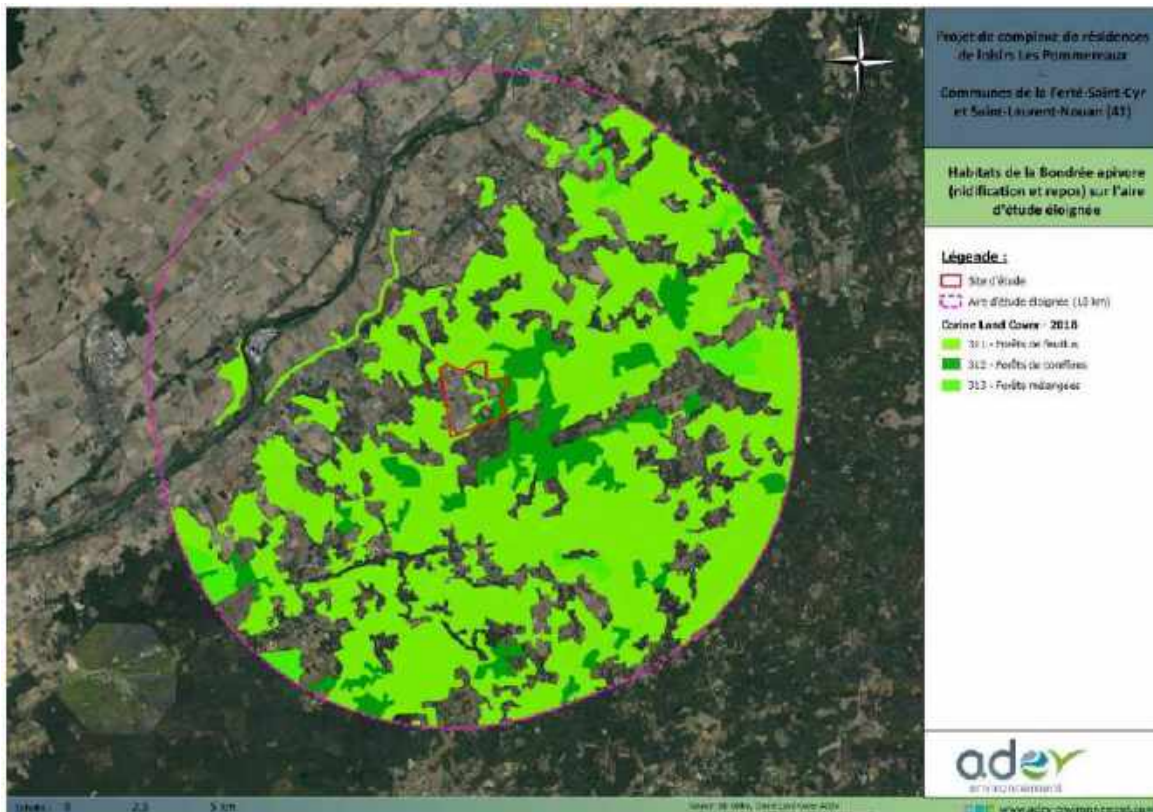 Projet de complexe de résidences
de loisirs Les Pommereaux
-
Communes de la Ferté-Saint-Cyr
et Saint-Laurent-Nouan (41)
Habitats de la Bondrée apivore
(nidification et repos) sur l'aire
d'étude éloignée
Légende :
Site d'étude
Aire d'étude éloignée (10 km)
Corine Land Cover - 2018
311 - Forêts de feuillus
312 - Forêts de conifères
313 - Forêts mélangées
adev
environnement
0 2,5 5 km